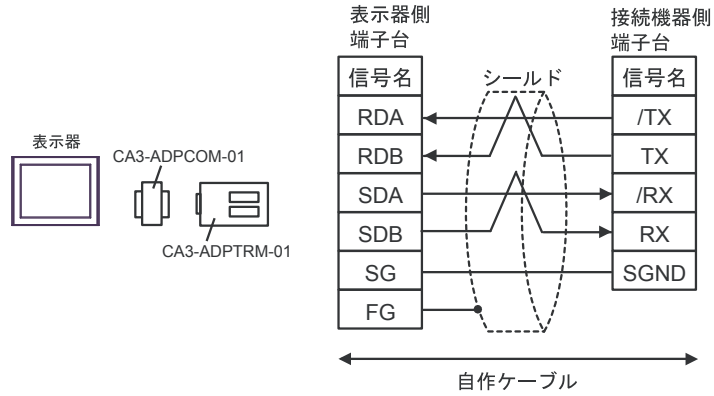 表示器側
端子台
接続機器側
端子台
信号名
シールド
信号名
RDA
/TX
RDB
TX
SDA
/RX
SDB
RX
SG
SGND
FG
表示器
CA3-ADPCOM-01
CA3-ADPTRM-01
自作ケーブル